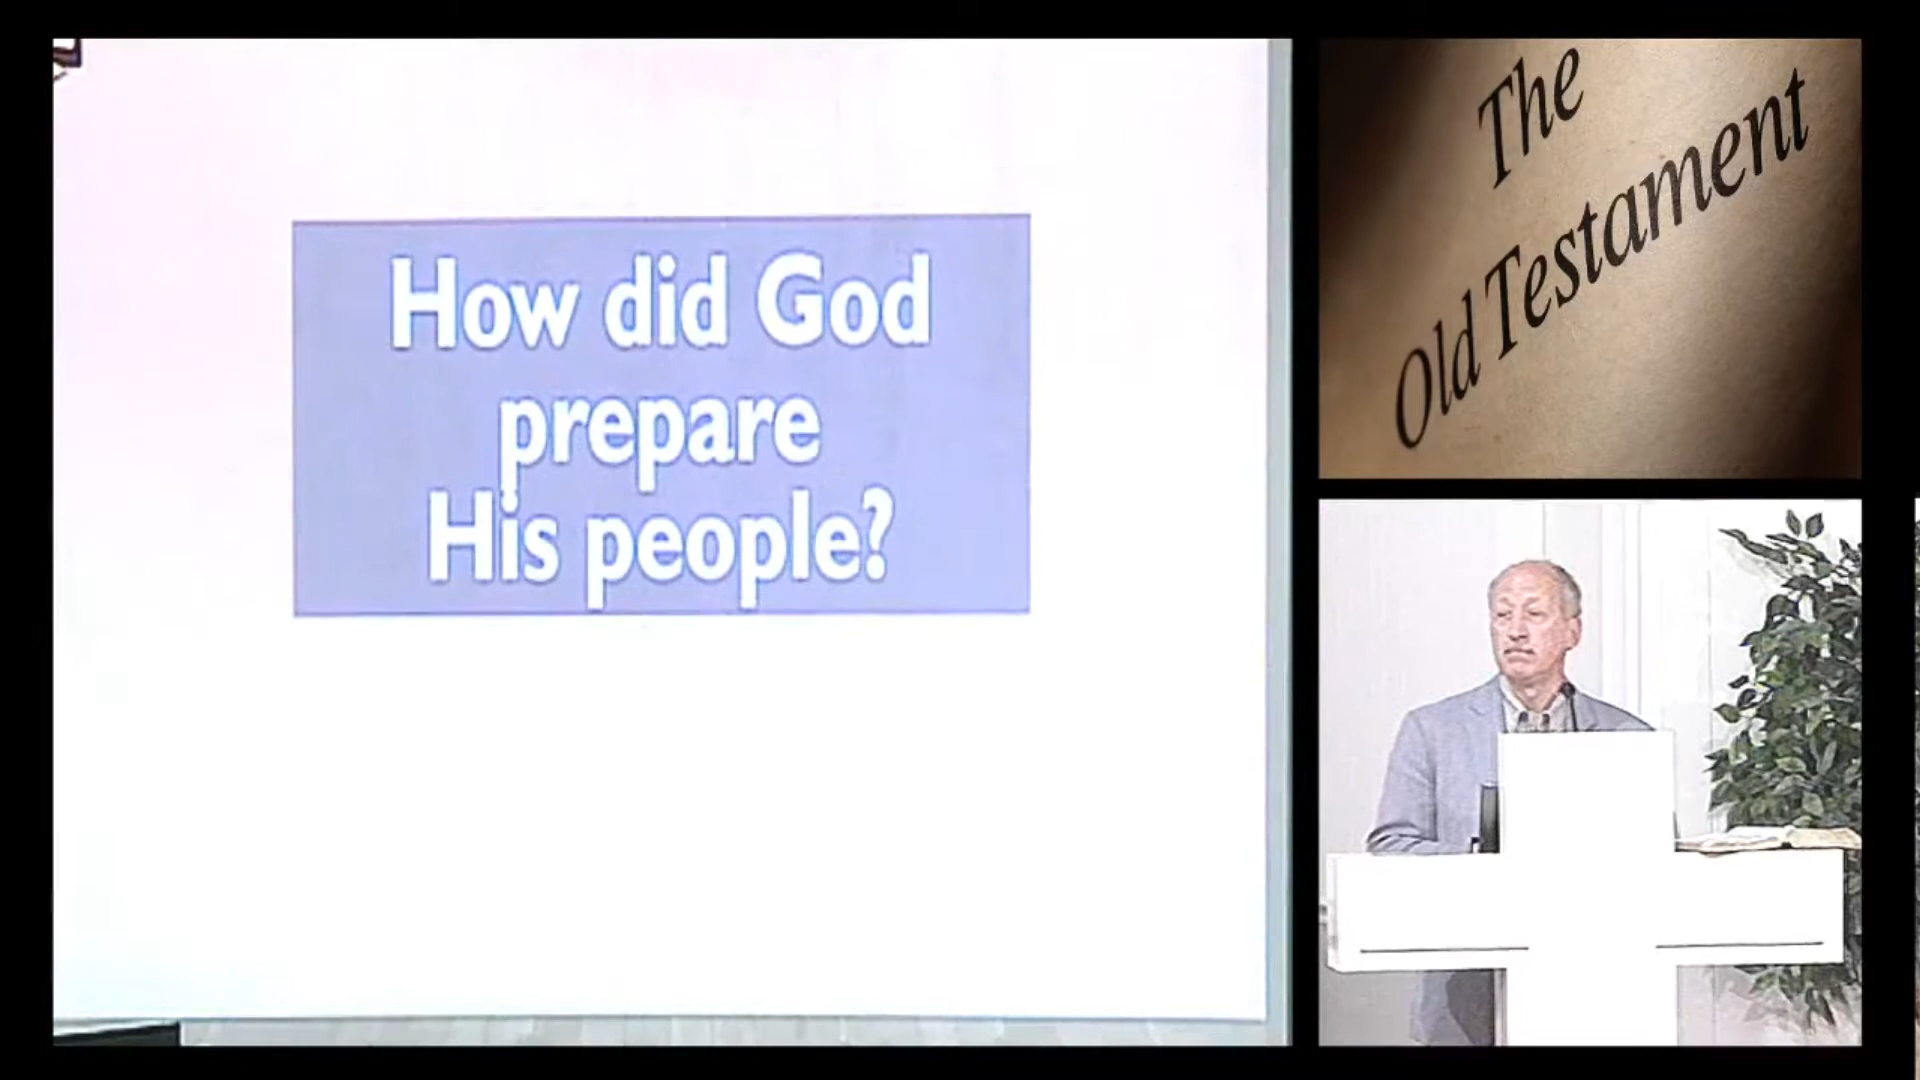 How did God
prepare
His people?
The
Old Testament